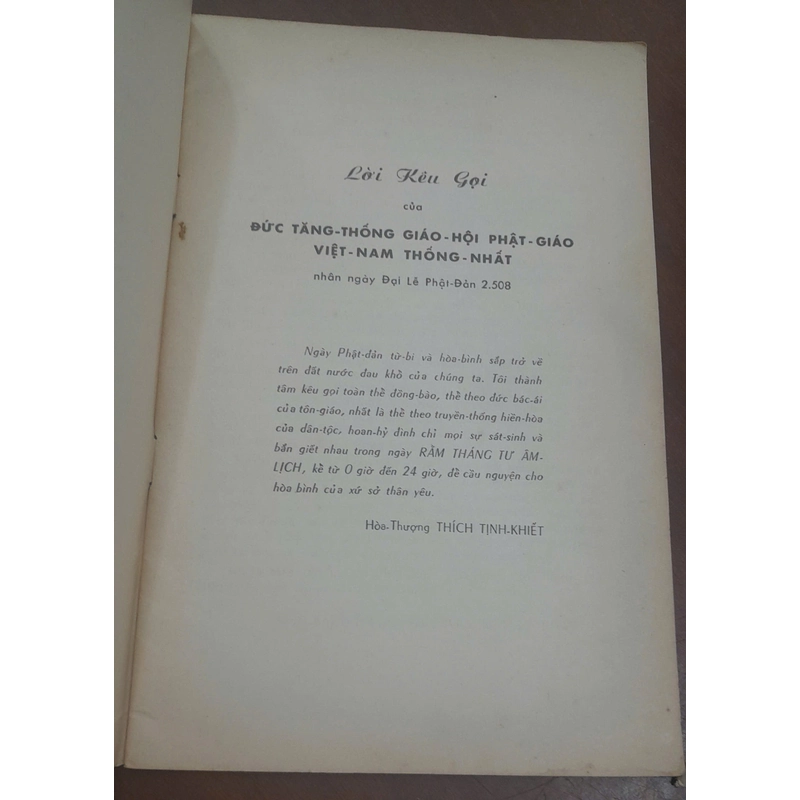 Lời Kêu Gọi
của
ĐỨC TĂNG-THỐNG GIÁO-HỘI PHẬT-GIÁO
VIỆT-NAM THỐNG-NHẤT
nhân ngày Đại Lễ Phật-Đản 2.508
Ngày Phật-đản từ-bi và hòa-bình sắp trở về
trên đất nước đau khổ của chúng ta. Tôi thành
tâm kêu gọi toàn thể đồng-bào, thể theo đức bác-ái
của tôn-giáo, nhất là thể theo truyền-thống hiền-hòa
của dân-tộc, hoan-hỷ đình chỉ mọi sự sát-sinh và
bắn giết nhau trong ngày RẰM THÁNG TƯ ÂM-
LỊCH, kể từ 0 giờ đến 24 giờ, để cầu nguyện cho
hòa bình của xứ sở thân yêu.
Hòa-Thượng THÍCH TỊNH-KHIẾT